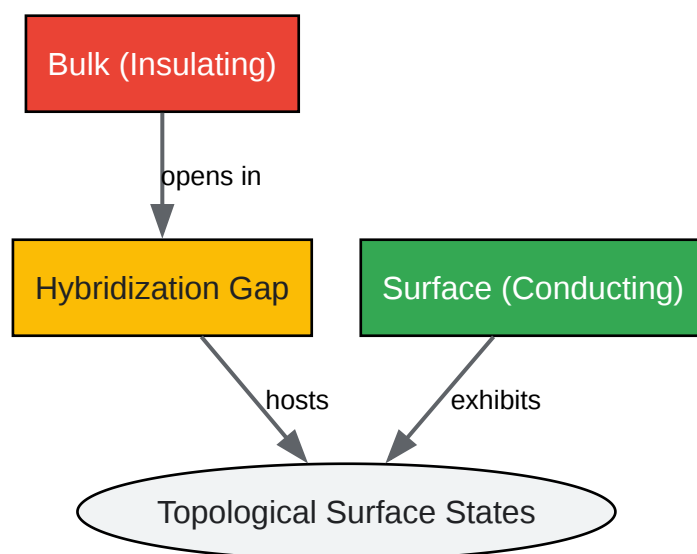 Bulk (Insulating)
opens in
Hybridization Gap
Surface (Conducting)
hosts
exhibits
Topological Surface States